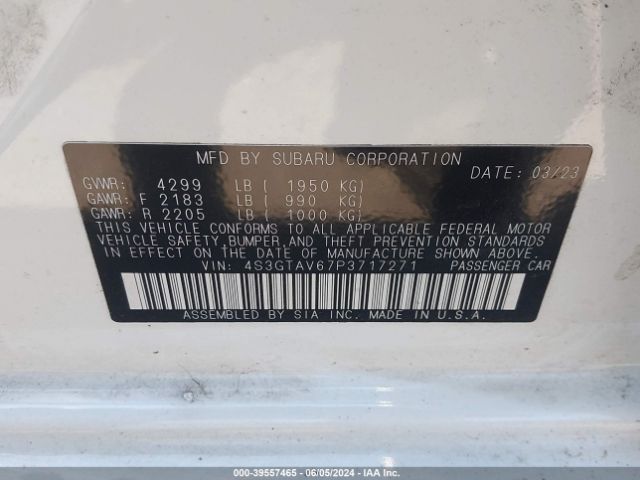 MFD BY SUBARU CORPORATION DATE: 03/23
GVWR: 4299 LB ( 1950 KG)
GAWR: F 2183 LB ( 990 KG)
GAWR: R 2205 LB ( 1000 KG)
THIS VEHICLE CONFORMS TO ALL APPLICABLE FEDERAL MOTOR
VEHICLE SAFETY, BUMPER, AND THEFT PREVENTION STANDARDS
IN EFFECT ON THE DATE OF MANUFACTURE SHOWN ABOVE.
VIN: 4S3GTAV67P3717271 PASSENGER CAR
ASSEMBLED BY SIA INC. MADE IN U.S.A.
000-39557465 - 06/05/2024 - IAA Inc.